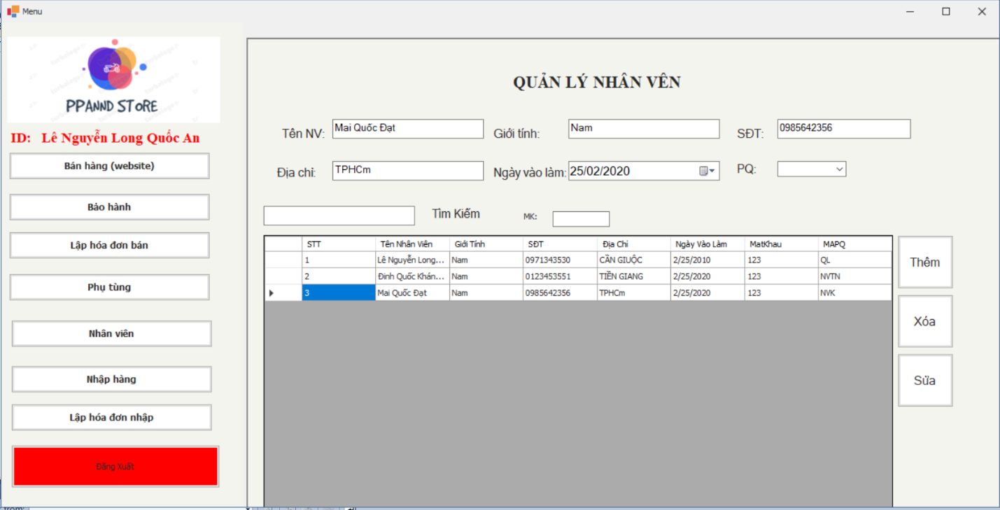 Menu
PPANND STORE
ID: Lê Nguyễn Long Quốc An
Bán hàng (website)
Bảo hành
Lập hóa đơn bán
Phụ tùng
Nhân viên
Nhập hàng
Lập hóa đơn nhập
Đăng Xuất
QUẢN LÝ NHÂN VÊN
Tên NV: Mai Quốc Đạt Giới tính: Nam SĐT: 0985642356
Địa chỉ: TPHCm Ngày vào làm: 25/02/2020 PQ:
Tìm Kiếm MK:
STT Tên Nhân Viên Giới Tính SĐT Địa Chỉ Ngày Vào Làm MatKhau MAPQ
1 Lê Nguyễn Long... Nam 0971343530 CẦN GIUỘC 2/25/2010 123 QL
2 Đinh Quốc Khán... Nam 0123453551 TIỀN GIANG 2/25/2020 123 NVTN
3 Mai Quốc Đạt Nam 0985642356 TPHCm 2/25/2020 123 NVK
Thêm
Xóa
Sửa